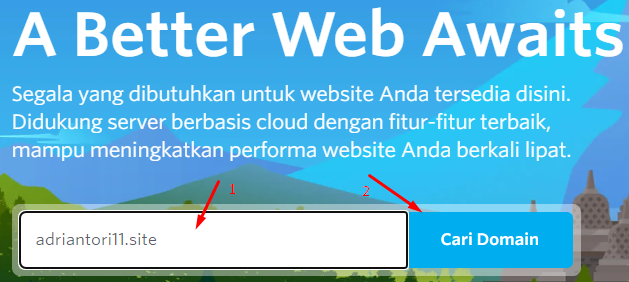 A Better Web Awaits
Segala yang dibutuhkan untuk website Anda tersedia disini.
Didukung server berbasis cloud dengan fitur-fitur terbaik,
mampu meningkatkan performa website Anda berkali lipat.
1
2
adriantori11.site
Cari Domain